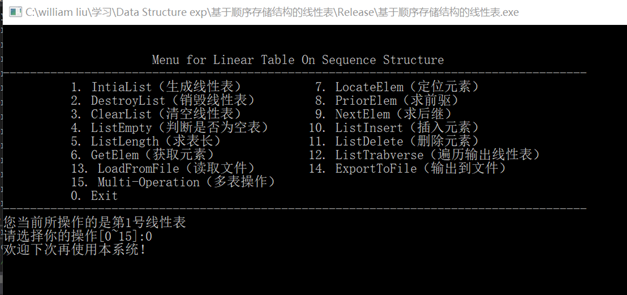 C:\william liu\学习\Data Structure exp\基于顺序存储结构的线性表\Release\基于顺序存储结构的线性表.exe
Menu for Linear Table On Sequence Structure
1. IntiaList（生成线性表） 7. LocateElem（定位元素）
2. DestroyList（销毁线性表） 8. PriorElem（求前驱）
3. ClearList（清空线性表） 9. NextElem（求后继）
4. ListEmpty（判断是否为空表） 10. ListInsert（插入元素）
5. ListLength（求表长） 11. ListDelete（删除元素）
6. GetElem（获取元素） 12. ListTrabverse（遍历输出线性表）
13. LoadFromFile（读取文件） 14. ExportToFile（输出到文件）
15. Multi-Operation（多表操作）
0. Exit
您当前所操作的是第1号线性表
请选择你的操作[0~15]:0
欢迎下次再使用本系统！